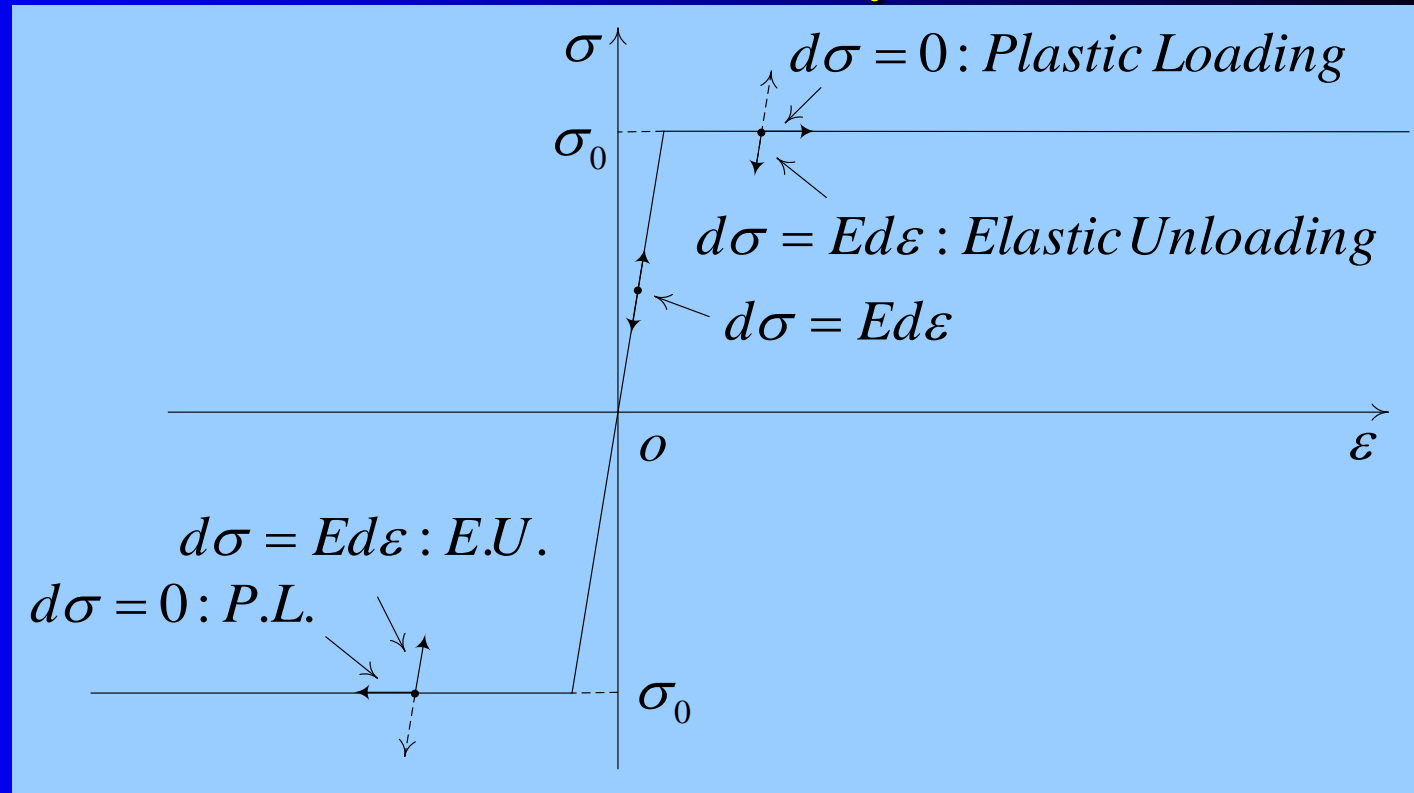 σ
dσ = 0 : Plastic Loading
σ₀
dσ = Edε : Elastic Unloading
dσ = Edε
o
ε
dσ = Edε : E.U.
dσ = 0 : P.L.
σ₀